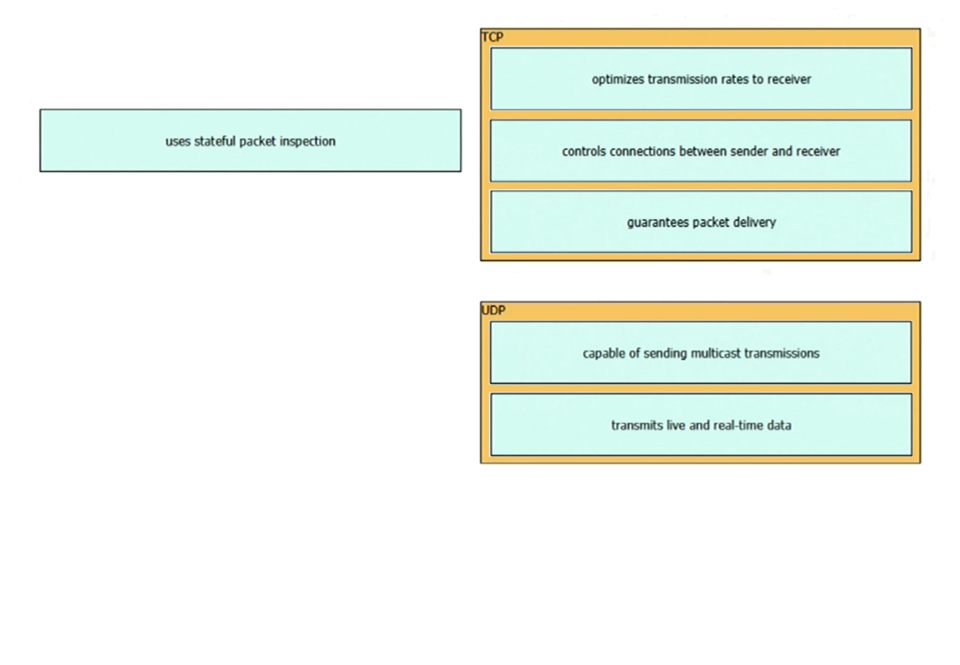 uses stateful packet inspection
TCP
optimizes transmission rates to receiver
controls connections between sender and receiver
guarantees packet delivery
UDP
capable of sending multicast transmissions
transmits live and real-time data